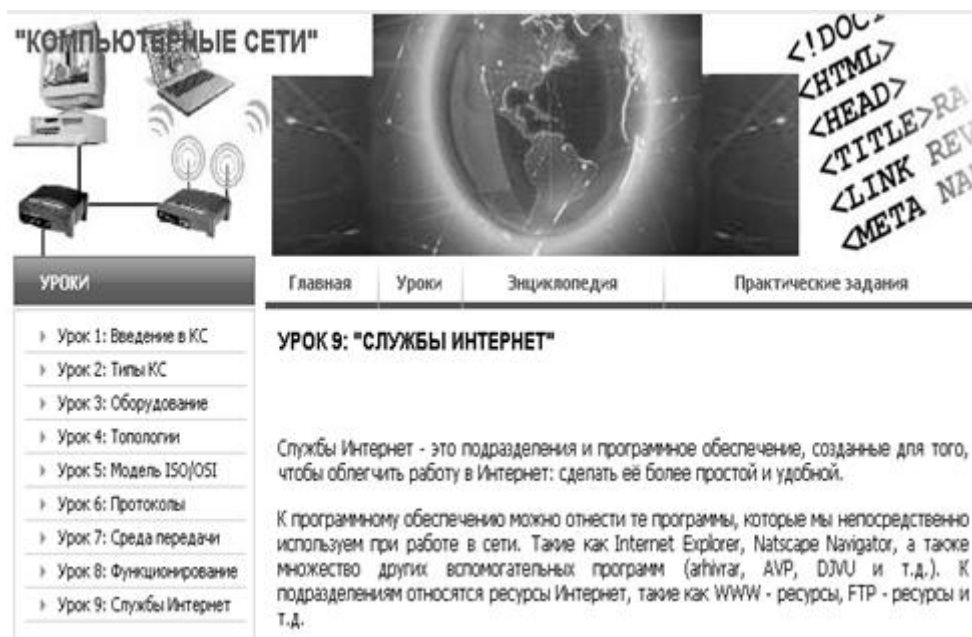 "КОМПЬЮТЕРНЫЕ СЕТИ"
<!DOCT
<HTML>
<HEAD>
<TITLE>RA
<LINK REV
<META NA
УРОКИ
Главная Уроки Энциклопедия Практические задания
Урок 1: Введение в КС
Урок 2: Типы КС
Урок 3: Оборудование
Урок 4: Топологии
Урок 5: Модель ISO/OSI
Урок 6: Протоколы
Урок 7: Среда передачи
Урок 8: Функционирование
Урок 9: Службы Интернет
УРОК 9: "СЛУЖБЫ ИНТЕРНЕТ"
Службы Интернет - это подразделения и программное обеспечение, созданные для того,
чтобы облегчить работу в Интернет: сделать её более простой и удобной.
К программному обеспечению можно отнести те программы, которые мы непосредственно
используем при работе в сети. Такие как Internet Explorer, Natscape Navigator, а также
множество других вспомогательных программ (arhivrar, AVP, DJVU и т.д.). К
подразделениям относятся ресурсы Интернет, такие как WWW - ресурсы, FTP - ресурсы и
т.д.